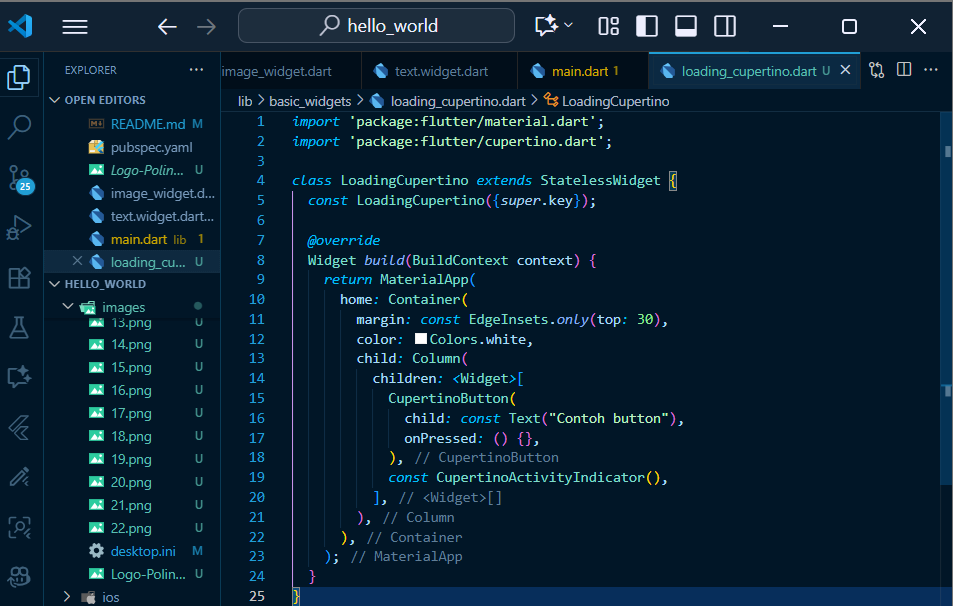 hello_world
EXPLORER
image_widget.dart
text.widget.dart
main.dart 1
loading_cupertino.dart U
OPEN EDITORS
lib > basic_widgets > loading_cupertino.dart > LoadingCupertino
README.md M
pubspec.yaml
Logo-Polin... U
image_widget.d...
text.widget.dart...
main.dart lib 1
loading_cu... U
25
HELLO_WORLD
images
13.png U
14.png U
15.png U
16.png U
17.png U
18.png U
19.png U
20.png U
21.png U
22.png U
desktop.ini M
Logo-Polin... U
ios
1 import 'package:flutter/material.dart';
2 import 'package:flutter/cupertino.dart';
3
4 class LoadingCupertino extends StatelessWidget {
5 const LoadingCupertino({super.key});
6
7 @override
8 Widget build(BuildContext context) {
9 return MaterialApp(
10 home: Container(
11 margin: const EdgeInsets.only(top: 30),
12 color: Colors.white,
13 child: Column(
14 children: <Widget>[
15 CupertinoButton(
16 child: const Text("Contoh button"),
17 onPressed: () {},
18 ), // CupertinoButton
19 const CupertinoActivityIndicator(),
20 ], // <Widget>[]
21 ), // Column
22 ), // Container
23 ); // MaterialApp
24 }
25 }